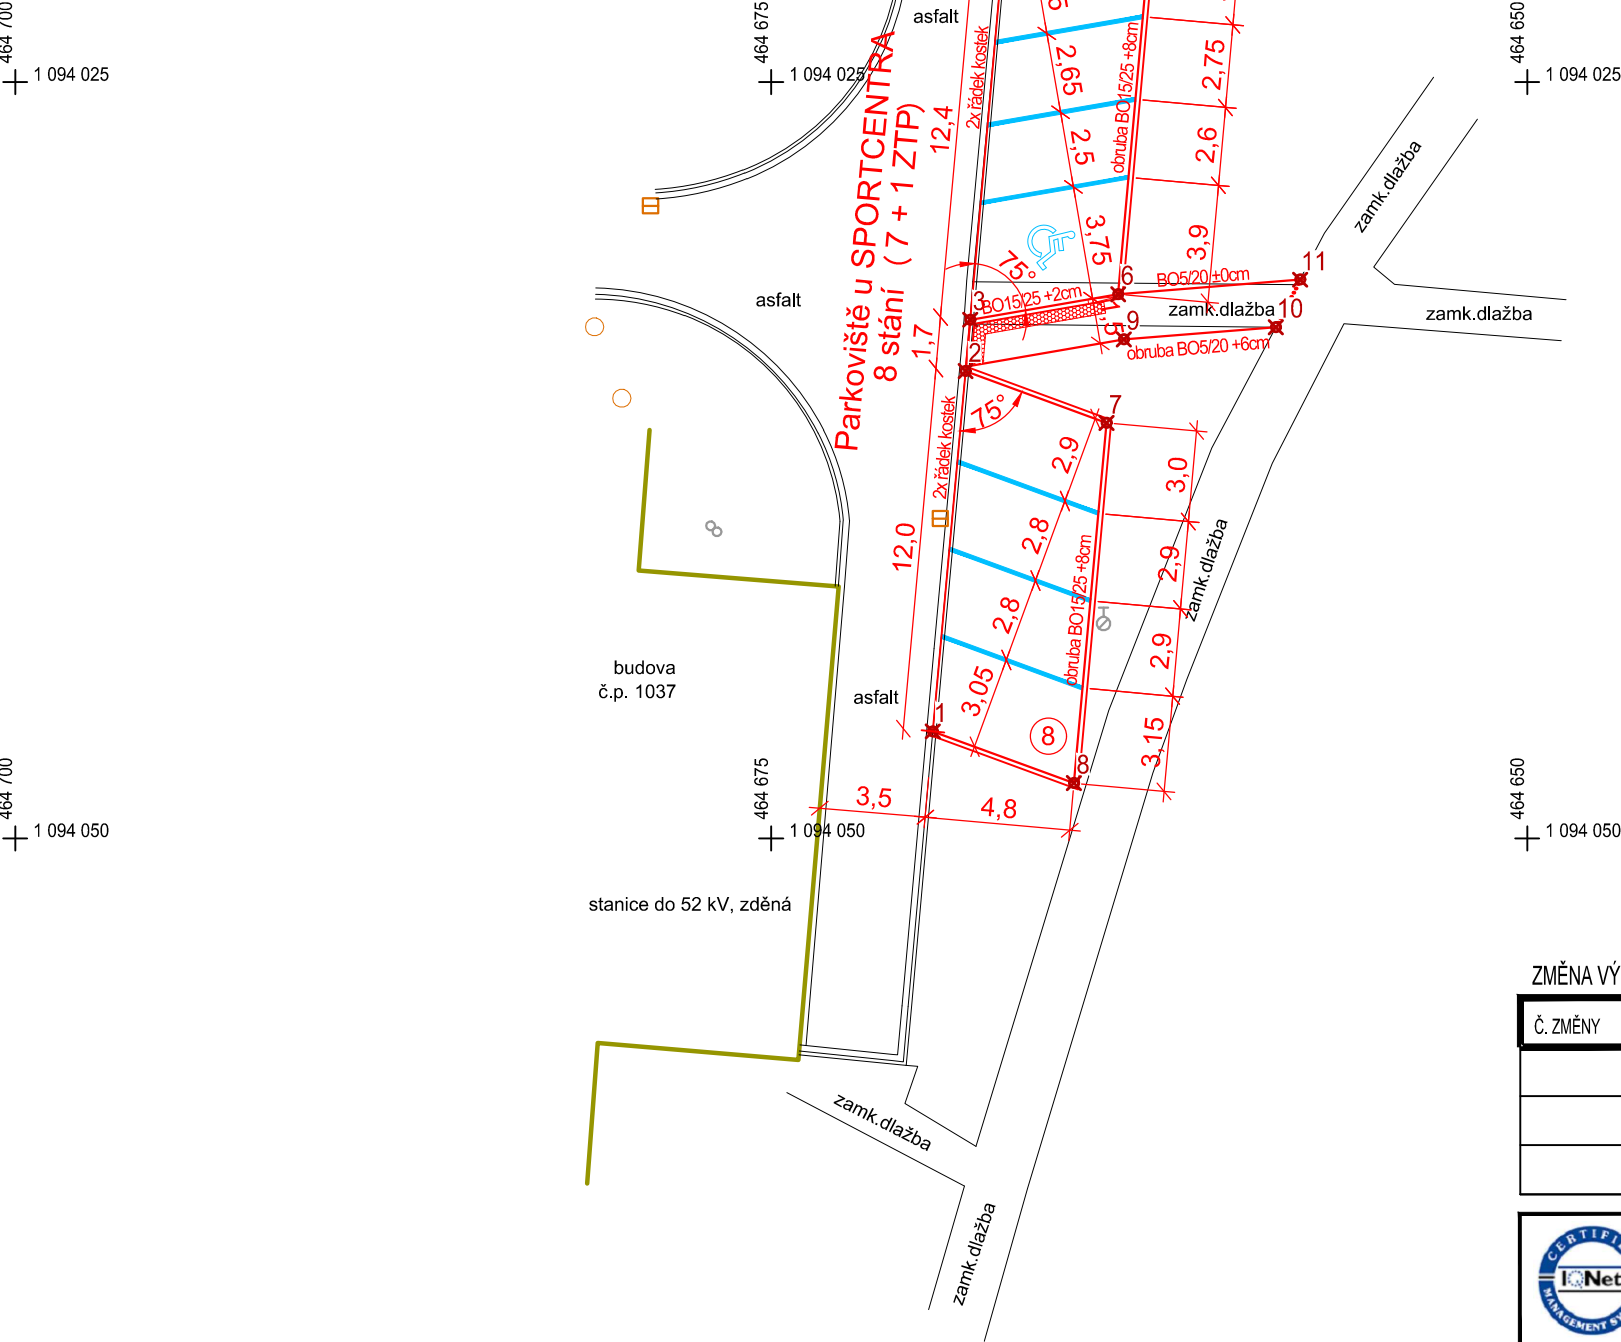 464 700
464 675
464 650
1 094 025
1 094 025
1 094 025
asfalt
2x řádek kostek
12,4
Parkoviště u SPORTCENTRA
8 stání ( 7 + 1 ZTP)
2,65
2,5
3,75
obruba BO15/25 +8cm
2,75
2,6
3,9
75°
6
11
BO5/20 ±0cm
BO15/25 +2cm
zamk.dlažba
zamk.dlažba
zamk.dlažba
3
9
10
obruba BO5/20 +6cm
asfalt
1,7
2
7
75°
2x řádek kostek
2,9
2,8
2,8
3,05
12,0
obruba BO15/25 +8cm
3,0
2,9
2,9
3,15
zamk.dlažba
budova
č.p. 1037
asfalt
1
8
8
3,5
4,8
464 700
464 675
464 650
1 094 050
1 094 050
1 094 050
stanice do 52 kV, zděná
zamk.dlažba
zamk.dlažba
ZMĚNA VÝ
Č. ZMĚNY
IQNet